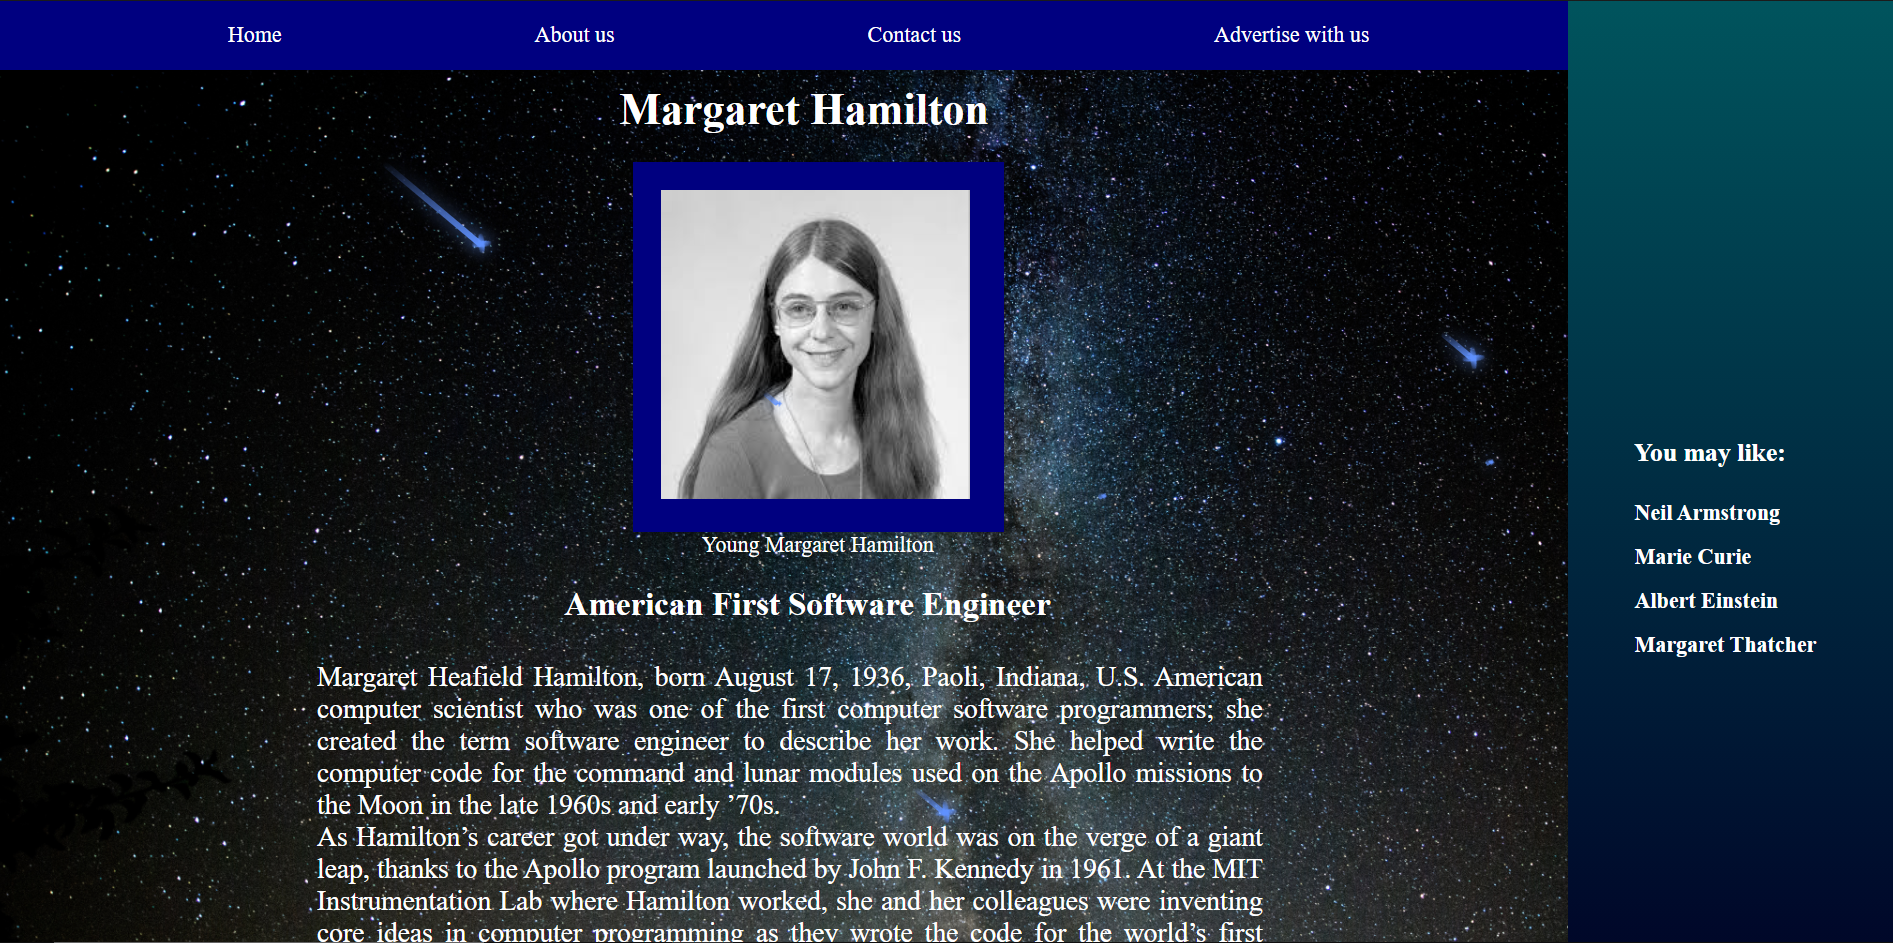 Home
About us
Contact us
Advertise with us
Margaret Hamilton
Young Margaret Hamilton
American First Software Engineer
Margaret Heafield Hamilton, born August 17, 1936, Paoli, Indiana, U.S. American
computer scientist who was one of the first computer software programmers; she
created the term software engineer to describe her work. She helped write the
computer code for the command and lunar modules used on the Apollo missions to
the Moon in the late 1960s and early ’70s.
As Hamilton’s career got under way, the software world was on the verge of a giant
leap, thanks to the Apollo program launched by John F. Kennedy in 1961. At the MIT
Instrumentation Lab where Hamilton worked, she and her colleagues were inventing
core ideas in computer programming as they wrote the code for the world’s first
You may like:
Neil Armstrong
Marie Curie
Albert Einstein
Margaret Thatcher